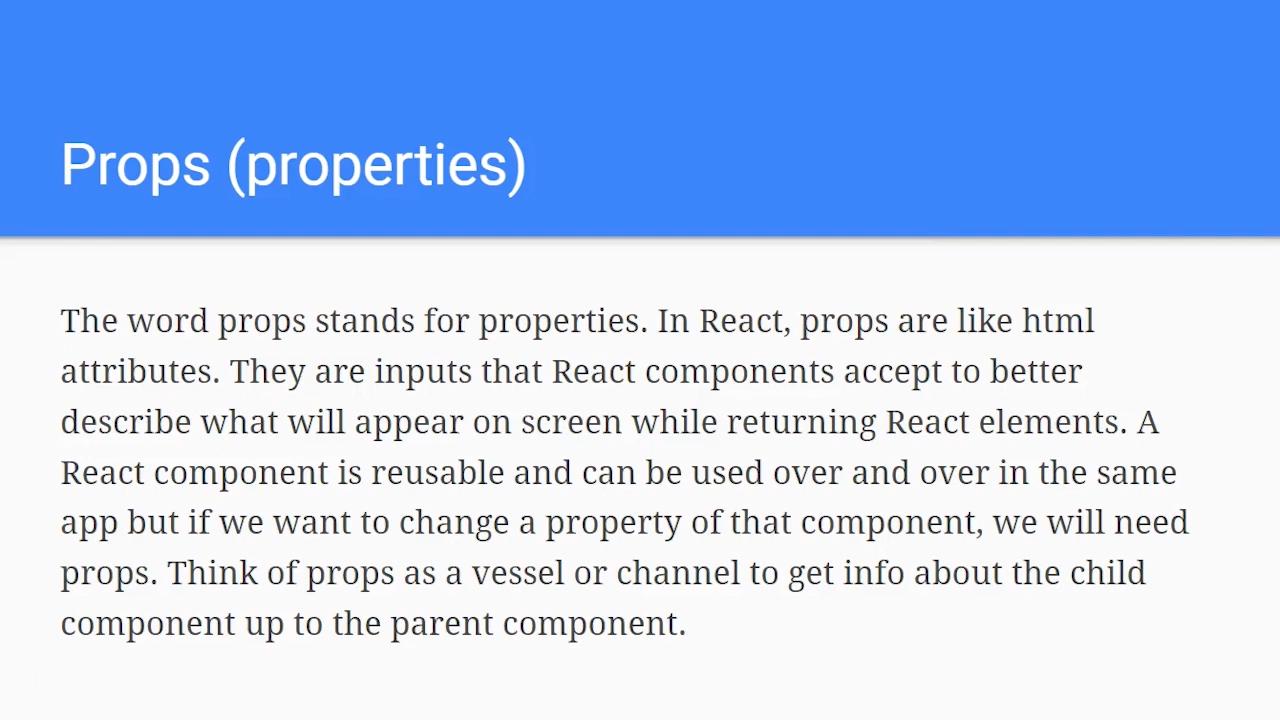 Props (properties)
The word props stands for properties. In React, props are like html
attributes. They are inputs that React components accept to better
describe what will appear on screen while returning React elements. A
React component is reusable and can be used over and over in the same
app but if we want to change a property of that component, we will need
props. Think of props as a vessel or channel to get info about the child
component up to the parent component.